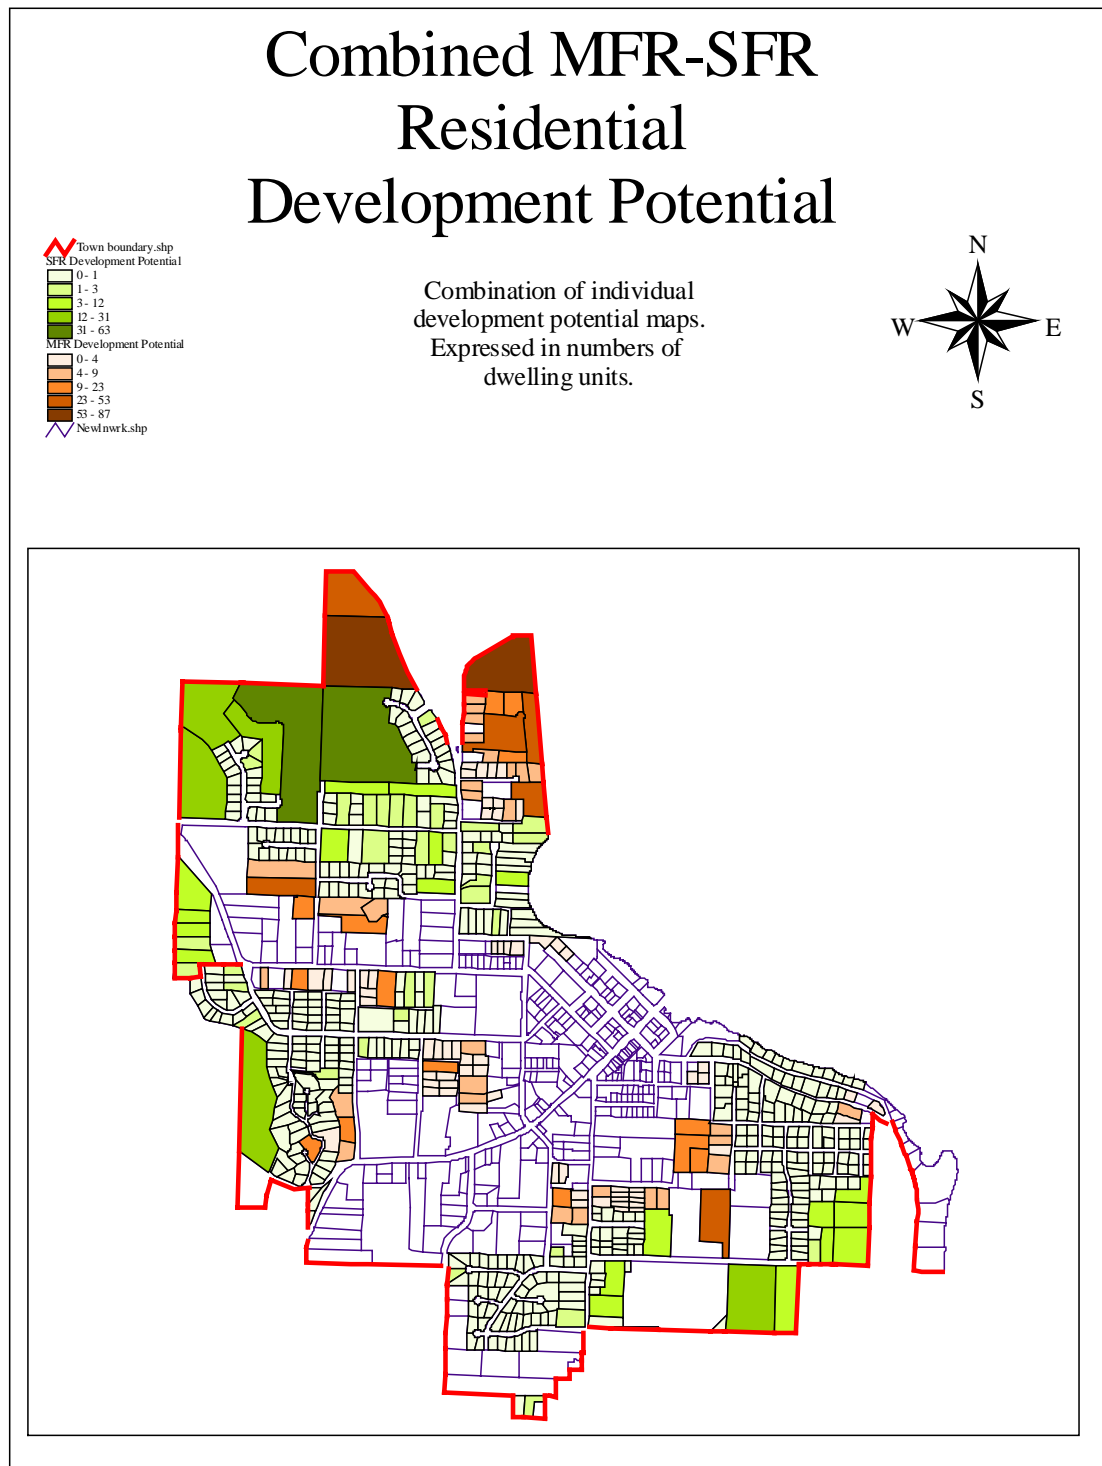 Combined MFR-SFR
Residential
Development Potential
Town boundary.shp
SFR Development Potential
0 - 1
1 - 3
3 - 12
12 - 31
31 - 63
MFR Development Potential
0 - 4
4 - 9
9 - 23
23 - 53
53 - 87
Newlnwrk.shp
Combination of individual
development potential maps.
Expressed in numbers of
dwelling units.
N
W E
S